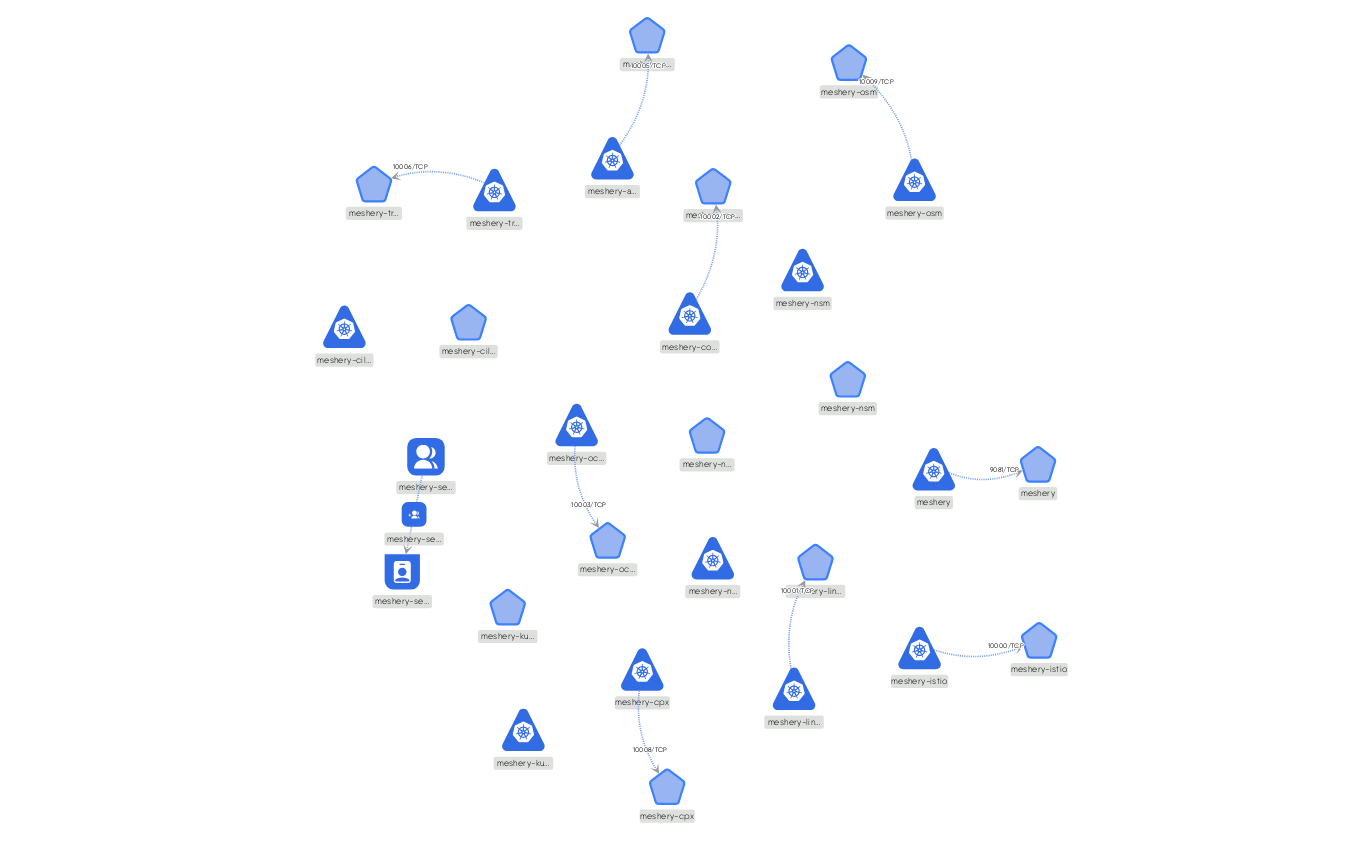 10005/TCP
10009/TCP
meshery-osm
10006/TCP
meshery-a...
meshery-tr...
meshery-tr...
meshery-osm
10002/TCP
meshery-nsm
meshery-co...
meshery-cil...
meshery-cil...
meshery-nsm
meshery-oc...
meshery-n...
9081/TCP
meshery-se...
meshery
meshery
10003/TCP
meshery-se...
meshery-oc...
10001/TCP
meshery-n...
meshery-se...
meshery-ku...
10000/TCP
meshery-istio
meshery-istio
meshery-cpx
meshery-lin...
10008/TCP
meshery-ku...
meshery-cpx